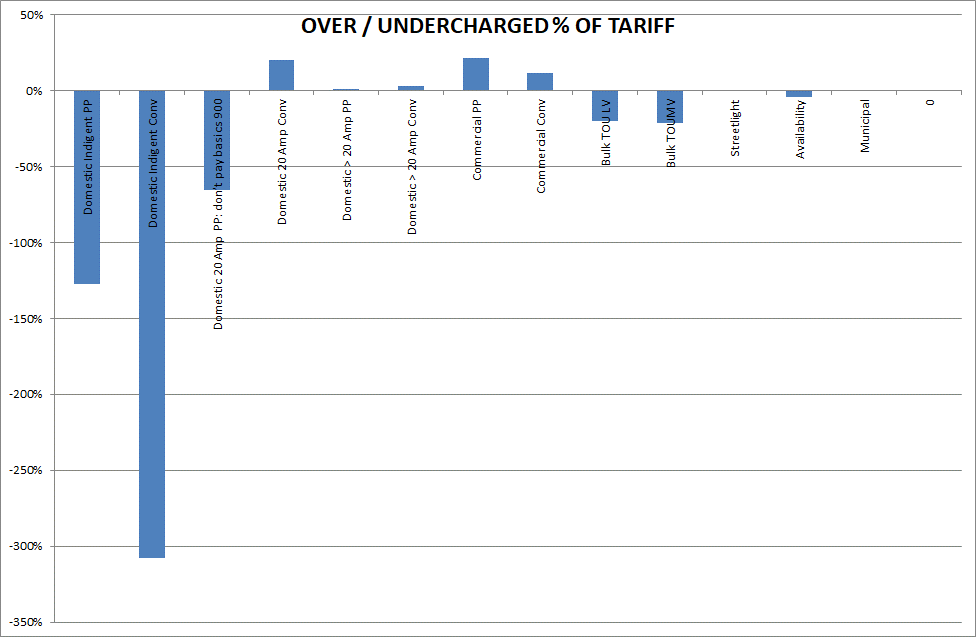 OVER / UNDERCHARGED % OF TARIFF
50%
0%
-50%
-100%
-150%
-200%
-250%
-300%
-350%
Domestic Indigent PP
Domestic Indigent Conv
Domestic 20 Amp PP: don't pay basics 900
Domestic 20 Amp Conv
Domestic > 20 Amp PP
Domestic > 20 Amp Conv
Commercial PP
Commercial Conv
Bulk TOU LV
Bulk TOUMV
Streetlight
Availability
Municipal
0